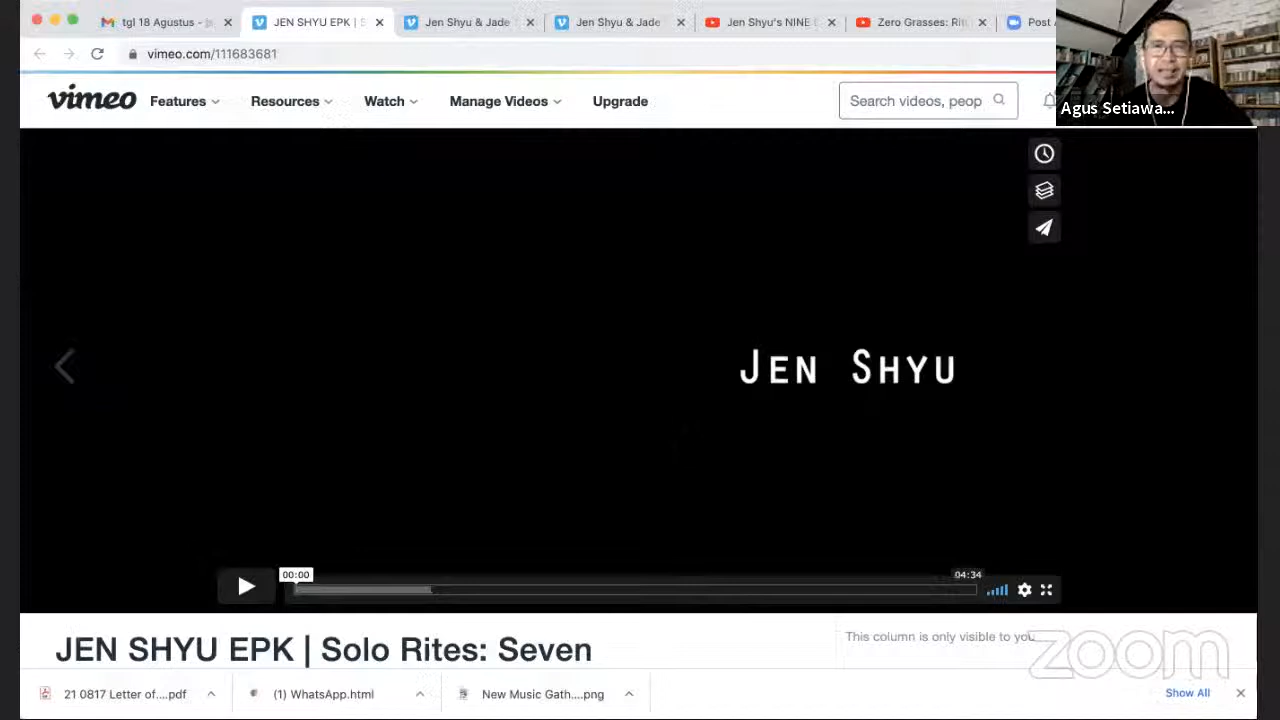 tgl 18 Agustus -
JEN SHYU EPK |
Jen Shyu & Jade
Jen Shyu & Jade
Jen Shyu's NINE
Zero Grasses: Rit
Post
vimeo.com/111683681
vimeo
Features
Resources
Watch
Manage Videos
Upgrade
Search videos, peop
Agus Setiawa...
JEN SHYU
00:00
04:34
JEN SHYU EPK | Solo Rites: Seven
This column is only visible to you
zoom
21 0817 Letter of....pdf
(1) WhatsApp.html
New Music Gath....png
Show All